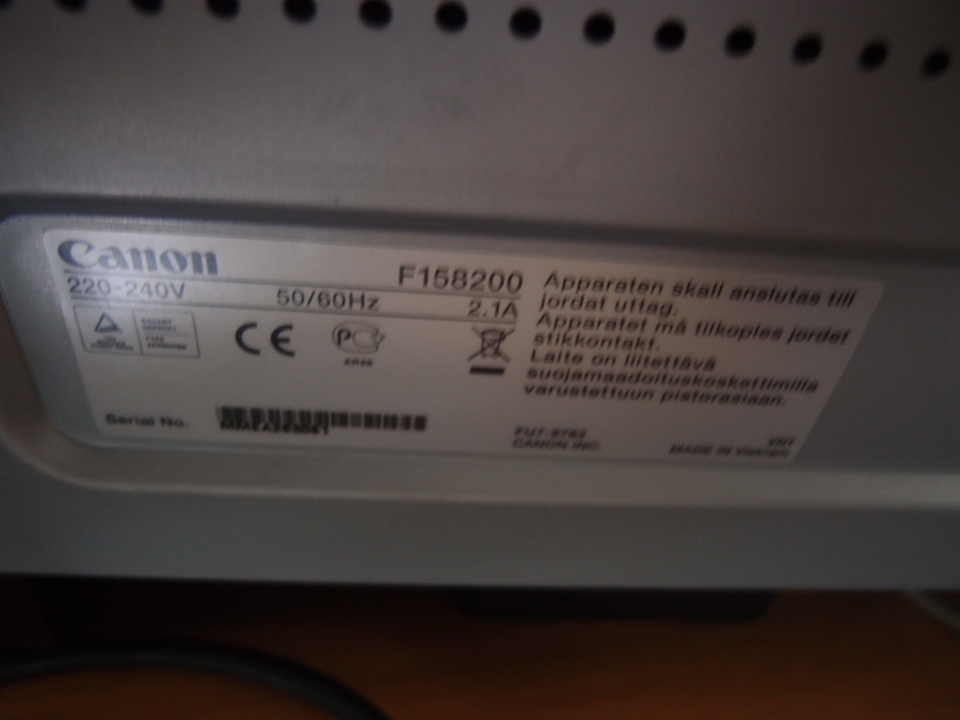 Canon
F158200
220-240V 50/60Hz 2.1A
CE
Serial No.
Apparaten skall anslutas till
jordat uttag.
Apparatet må tilkoples jordet
stikkontakt.
Laite on liitettävä
suojamaadoituskoskettimilla
varustettuun pistorasiaan.
CANON INC.
MADE IN Vietnam